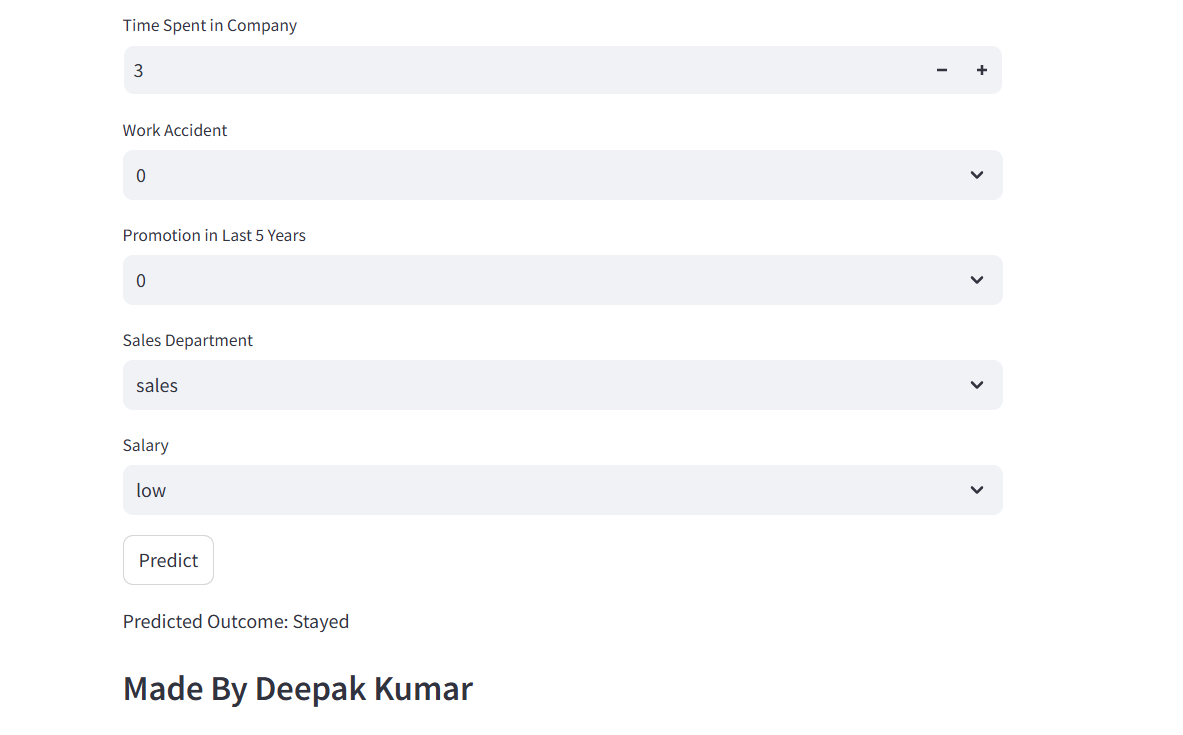 Time Spent in Company
3
Work Accident
0
Promotion in Last 5 Years
0
Sales Department
sales
Salary
low
Predict
Predicted Outcome: Stayed
Made By Deepak Kumar